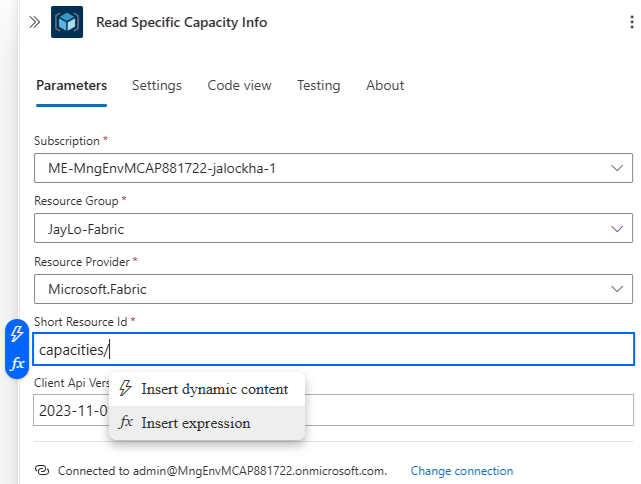 Read Specific Capacity Info
Parameters Settings Code view Testing About
Subscription *
ME-MngEnvMCAP881722-jalockha-1
Resource Group *
JayLo-Fabric
Resource Provider *
Microsoft.Fabric
Short Resource Id *
fx
capacities/
Client Api Vers
Insert dynamic content
2023-11-0
fx Insert expression
Connected to admin@MngEnvMCAP881722.onmicrosoft.com. Change connection